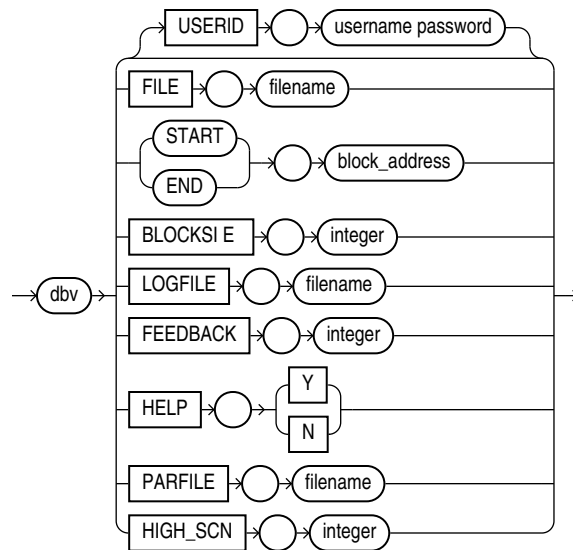 USERID username password
FILE filename
START
END
block_address
BLOCKSI E integer
dbv
LOGFILE filename
FEEDBACK integer
HELP
Y
N
PARFILE filename
HIGH_SCN integer